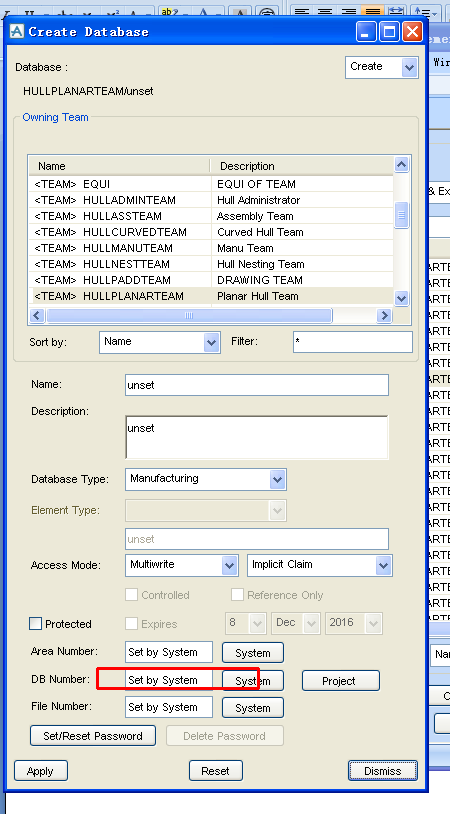 Create Database
Database :
Create
HULLPLANARTEAM/unset
Owning Team
Name Description
<TEAM> EQUI EQUI OF TEAM
<TEAM> HULLADMINTEAM Hull Administrator
<TEAM> HULLASSTEAM Assembly Team
<TEAM> HULLCURVEDTEAM Curved Hull Team
<TEAM> HULLMANUTEAM Manu Team
<TEAM> HULLNESTTEAM Hull Nesting Team
<TEAM> HULLPADDTEAM DRAWING TEAM
<TEAM> HULLPLANARTEAM Planar Hull Team
Sort by: Name Filter: *
Name: unset
Description:
unset
Database Type: Manufacturing
Element Type:
unset
Access Mode: Multiwrite Implicit Claim
Controlled Reference Only
Protected Expires 8 Dec 2016
Area Number: Set by System System
DB Number: Set by System System Project
File Number: Set by System System
Set/Reset Password Delete Password
Apply Reset Dismiss